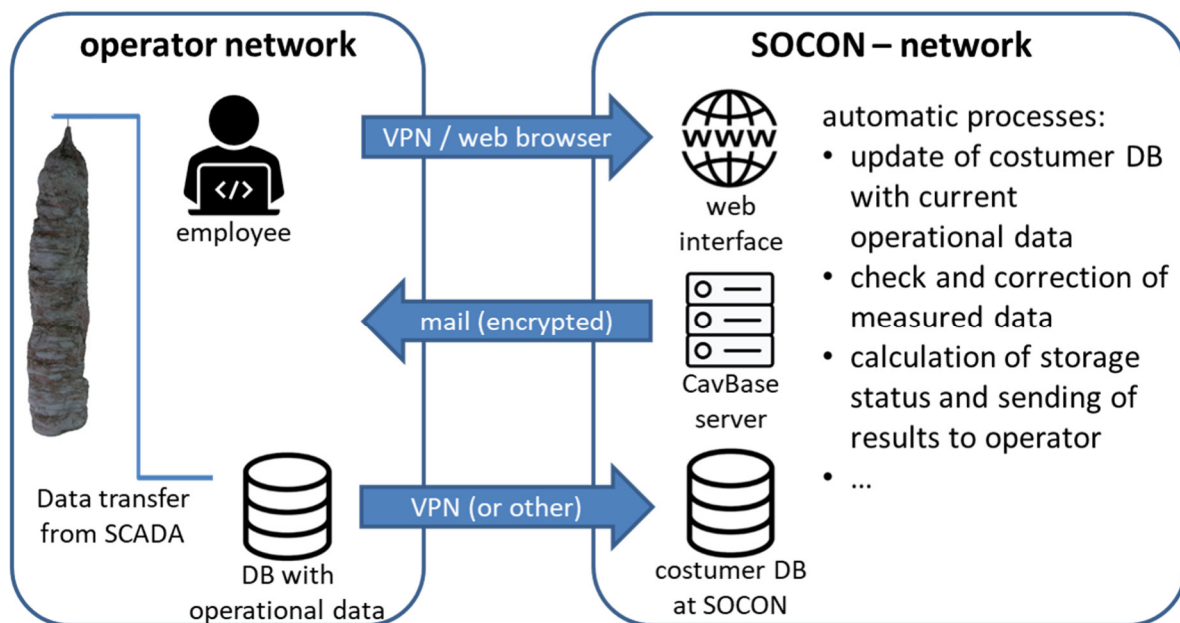 operator network
employee
Data transfer
from SCADA
DB with
operational data
VPN / web browser
mail (encrypted)
VPN (or other)
SOCON – network
www
web
interface
CavBase
server
costumer DB
at SOCON
automatic processes:
• update of costumer DB
with current
operational data
• check and correction of
measured data
• calculation of storage
status and sending of
results to operator
• ...